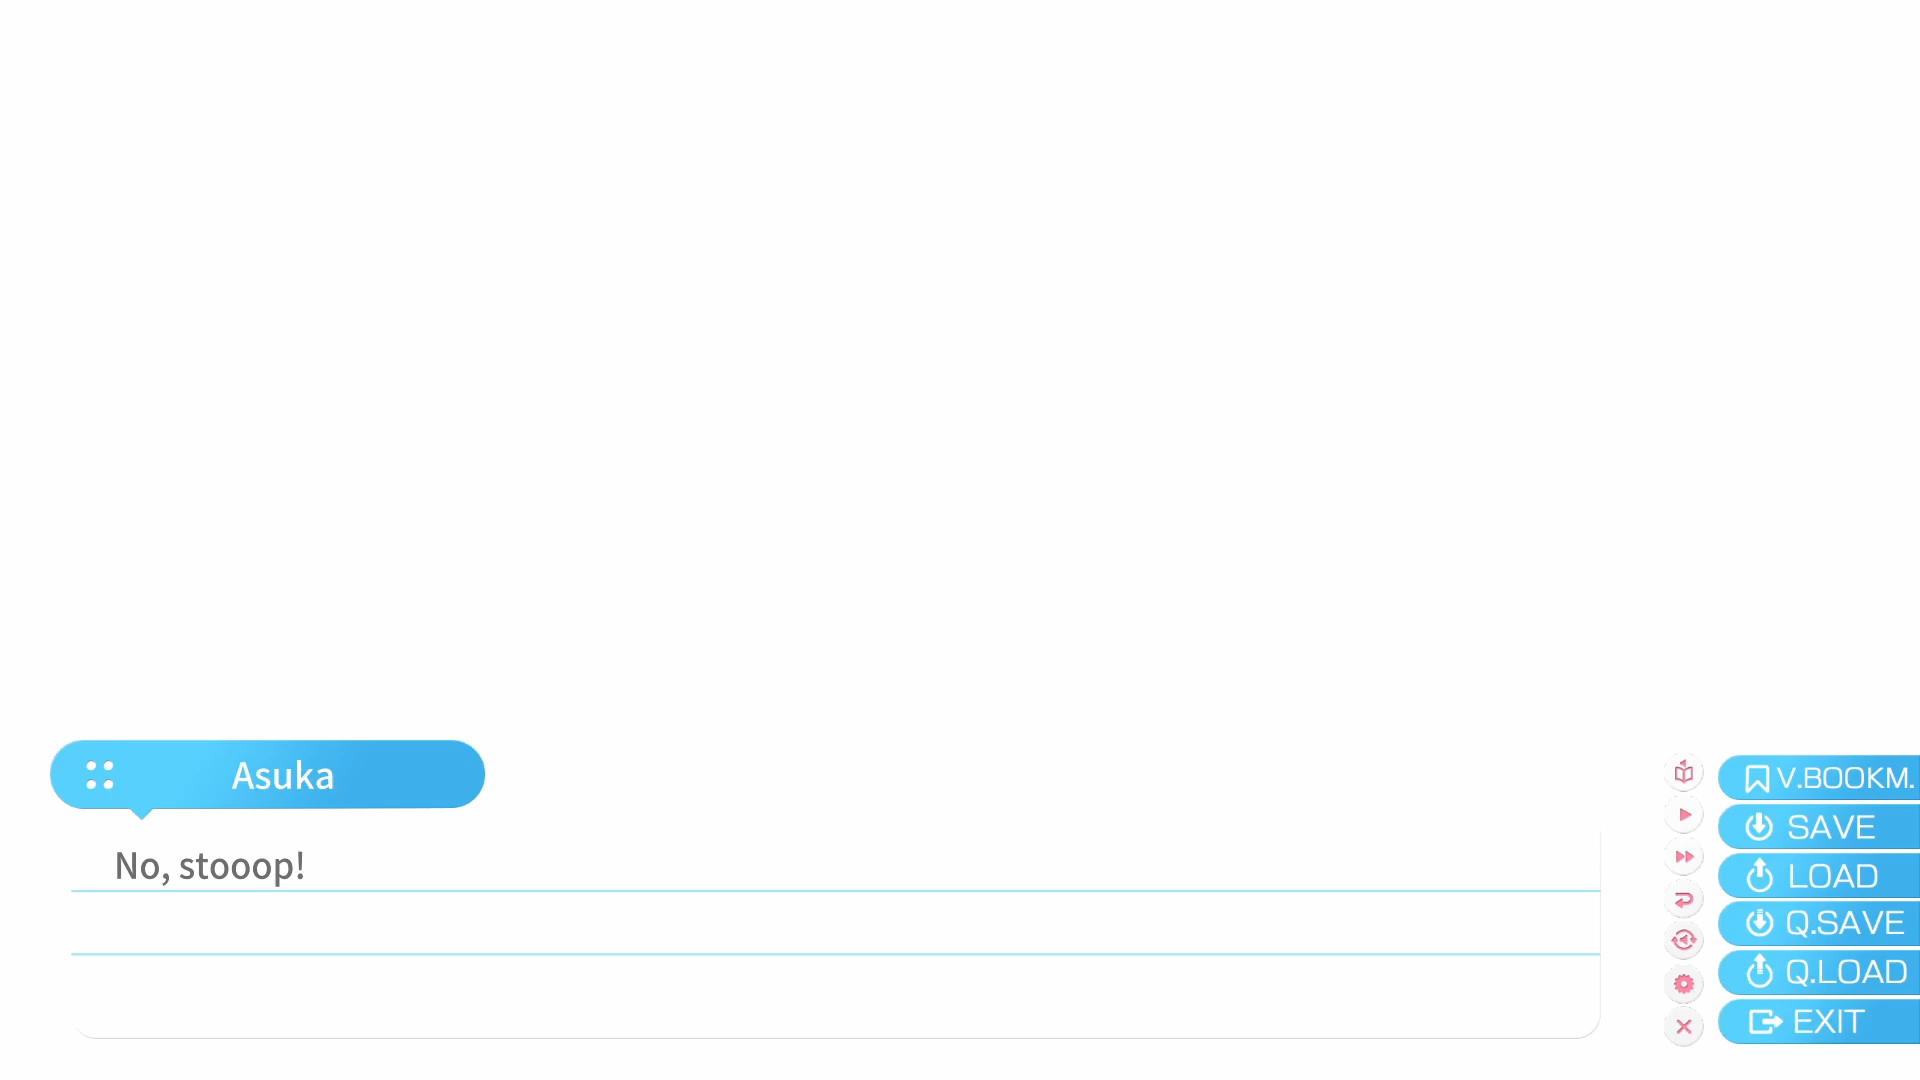 Asuka
No, stooop!
V.BOOKM.
SAVE
LOAD
Q.SAVE
Q.LOAD
EXIT